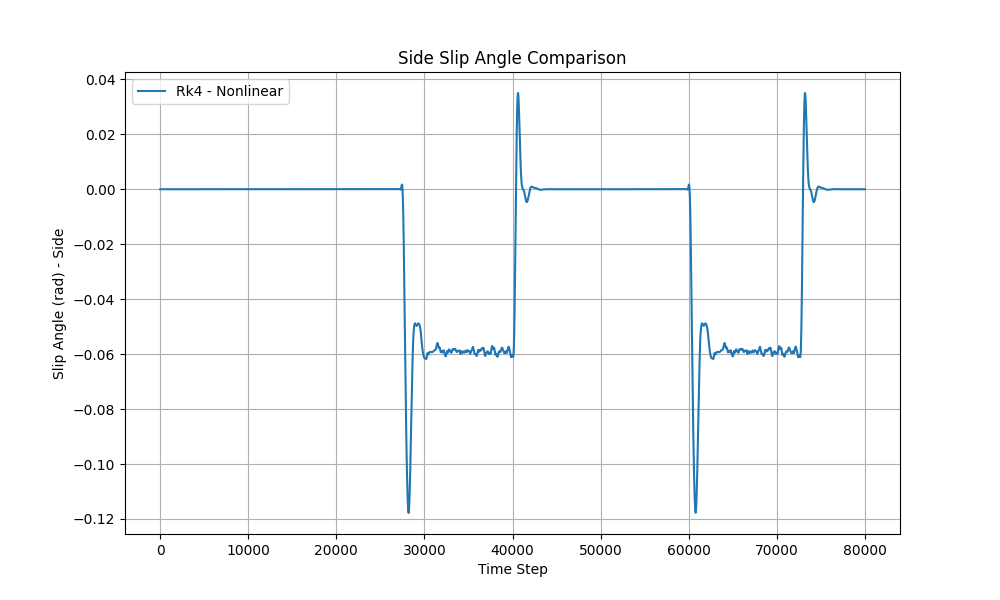 Side Slip Angle Comparison
Rk4 - Nonlinear
Slip Angle (rad) - Side
0.04
0.02
0.00
−0.02
−0.04
−0.06
−0.08
−0.10
−0.12
0 10000 20000 30000 40000 50000 60000 70000 80000
Time Step